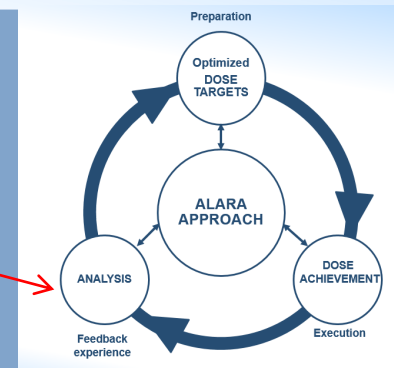 Preparation
Optimized
DOSE
TARGETS
ALARA
APPROACH
ANALYSIS
DOSE
ACHIEVEMENT
Feedback
experience
Execution